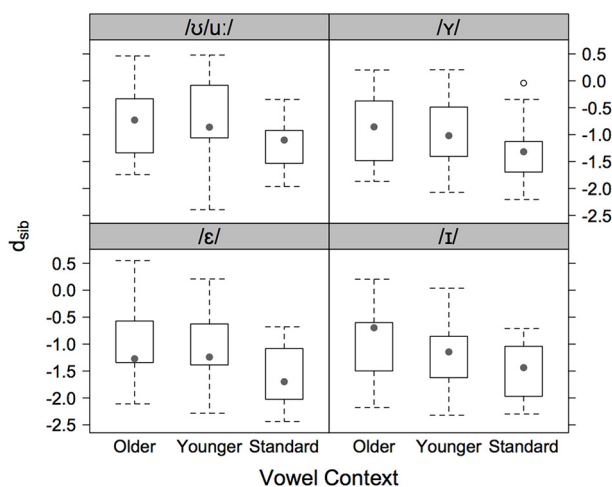 /ʊ/uː/ /ʏ/
0.5
0.0
-0.5
-1.0
-1.5
-2.0
-2.5
d_sib
/ɛ/ /ɪ/
0.5
0.0
-0.5
-1.0
-1.5
-2.0
-2.5
Older Younger Standard Older Younger Standard
Vowel Context